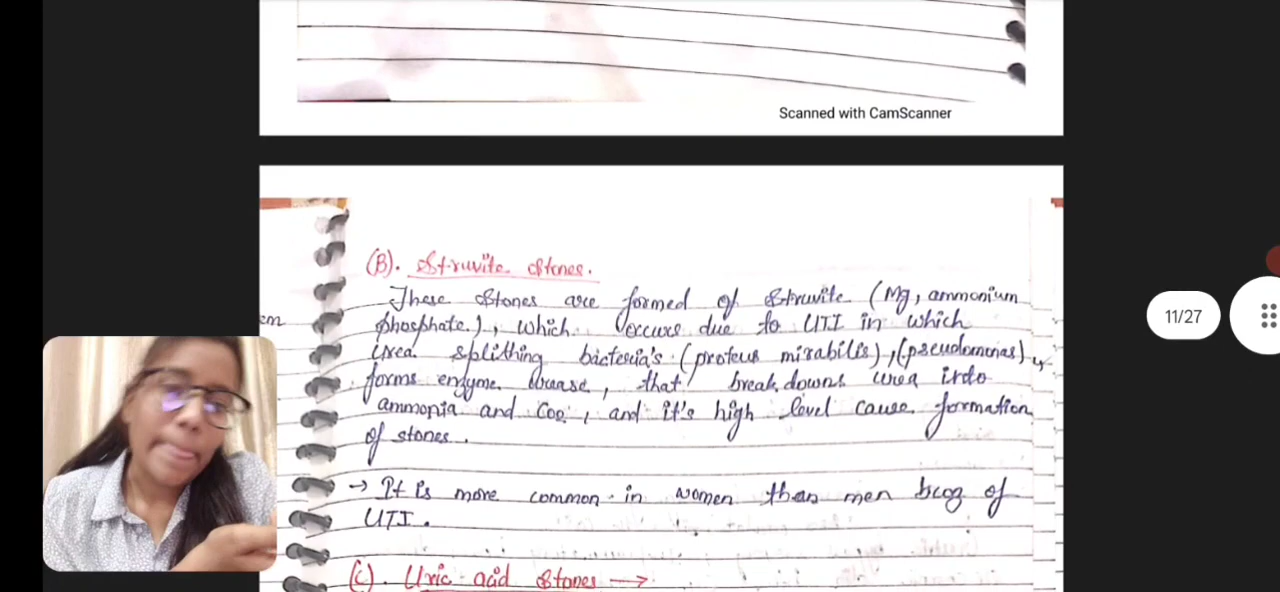 Scanned with CamScanner
(B). Struvite Stones.
These Stones are formed of Struvite (Mg, ammonium
em
phosphate), which occurs due to UTI in which
11/27
Urea splithing bacteria's (proteus mirabilis), (pseudomonas)
forms enzyme urease, that breakdowns urea into
ammonia and CO2, and it's high level cause formation
of stones.
→ It is more common in women than men bcoz of
UTI.
(C). Uric acid Stones →